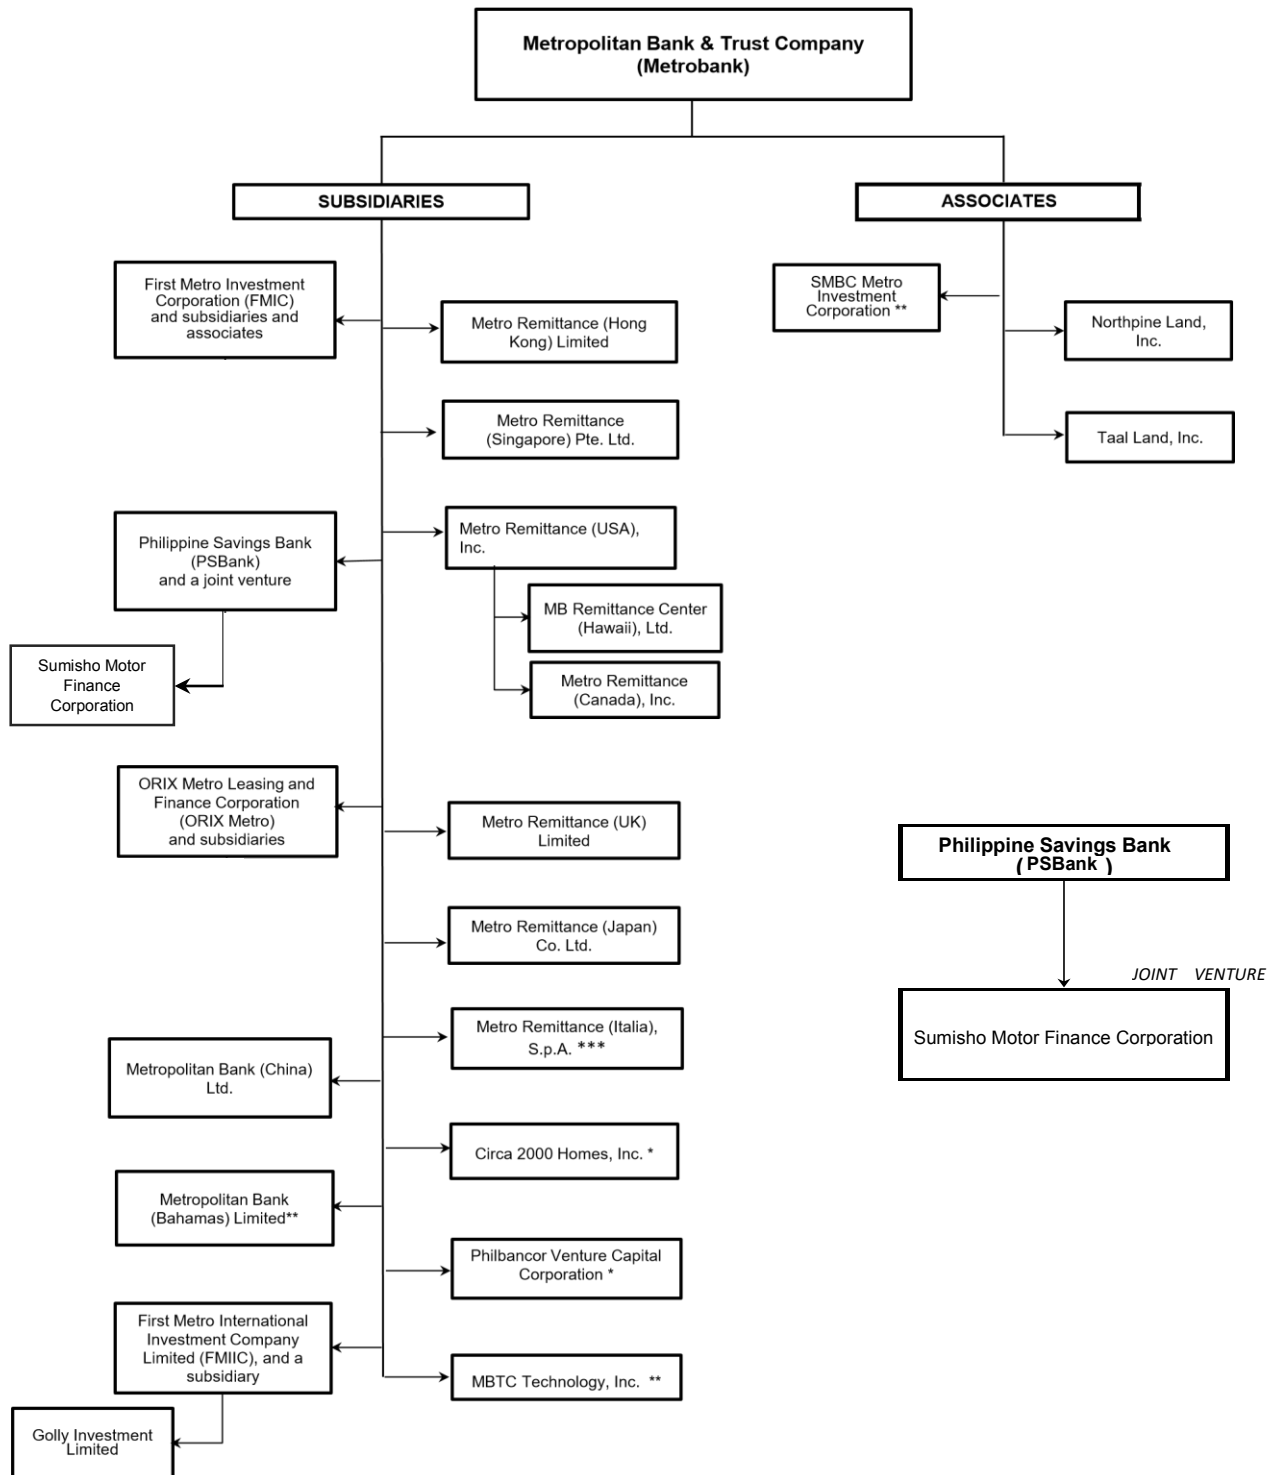 Metropolitan Bank & Trust Company
(Metrobank)
SUBSIDIARIES
ASSOCIATES
First Metro Investment
Corporation (FMIC)
and subsidiaries and
associates
Metro Remittance (Hong
Kong) Limited
SMBC Metro
Investment
Corporation **
Northpine Land,
Inc.
Metro Remittance
(Singapore) Pte. Ltd.
Taal Land, Inc.
Philippine Savings Bank
(PSBank)
and a joint venture
Metro Remittance (USA),
Inc.
MB Remittance Center
(Hawaii), Ltd.
Sumisho Motor
Finance
Corporation
Metro Remittance
(Canada), Inc.
ORIX Metro Leasing and
Finance Corporation
(ORIX Metro)
and subsidiaries
Metro Remittance (UK)
Limited
Philippine Savings Bank
( PSBank )
Metro Remittance (Japan)
Co. Ltd.
JOINT VENTURE
Sumisho Motor Finance Corporation
Metro Remittance (Italia),
S.p.A. ***
Metropolitan Bank (China)
Ltd.
Circa 2000 Homes, Inc. *
Metropolitan Bank
(Bahamas) Limited**
Philbancor Venture Capital
Corporation *
First Metro International
Investment Company
Limited (FMIIC), and a
subsidiary
MBTC Technology, Inc. **
Golly Investment
Limited